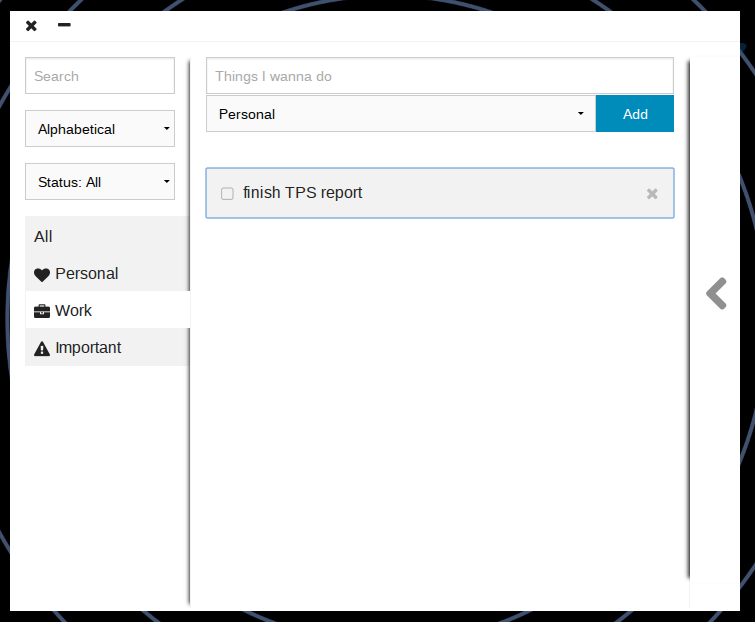 Search
Alphabetical
Status: All
All
Personal
Work
Important
Things I wanna do
Personal
Add
finish TPS report